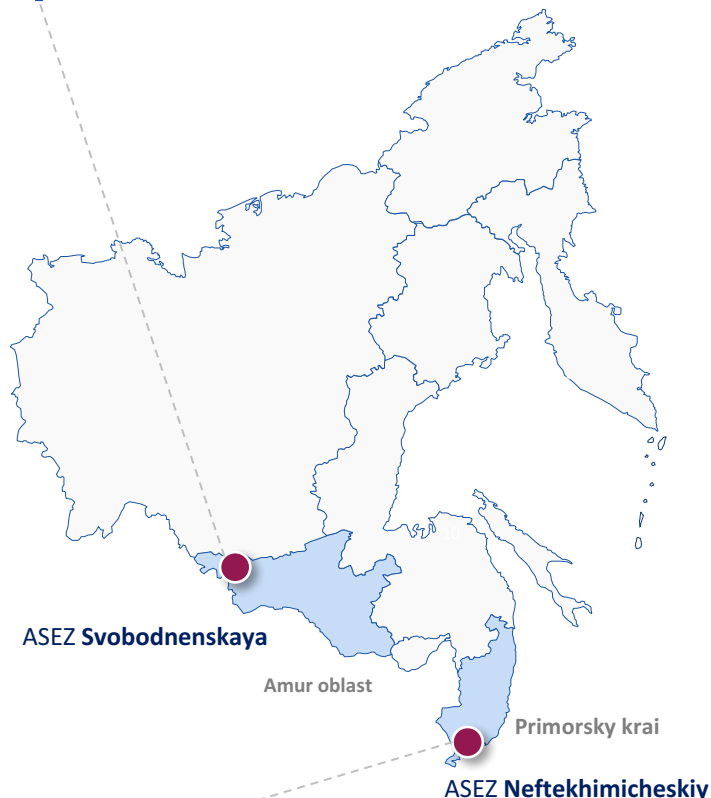 ASEZ Svobodnenskaya
Amur oblast
Primorsky krai
ASEZ Neftekhimicheskiy